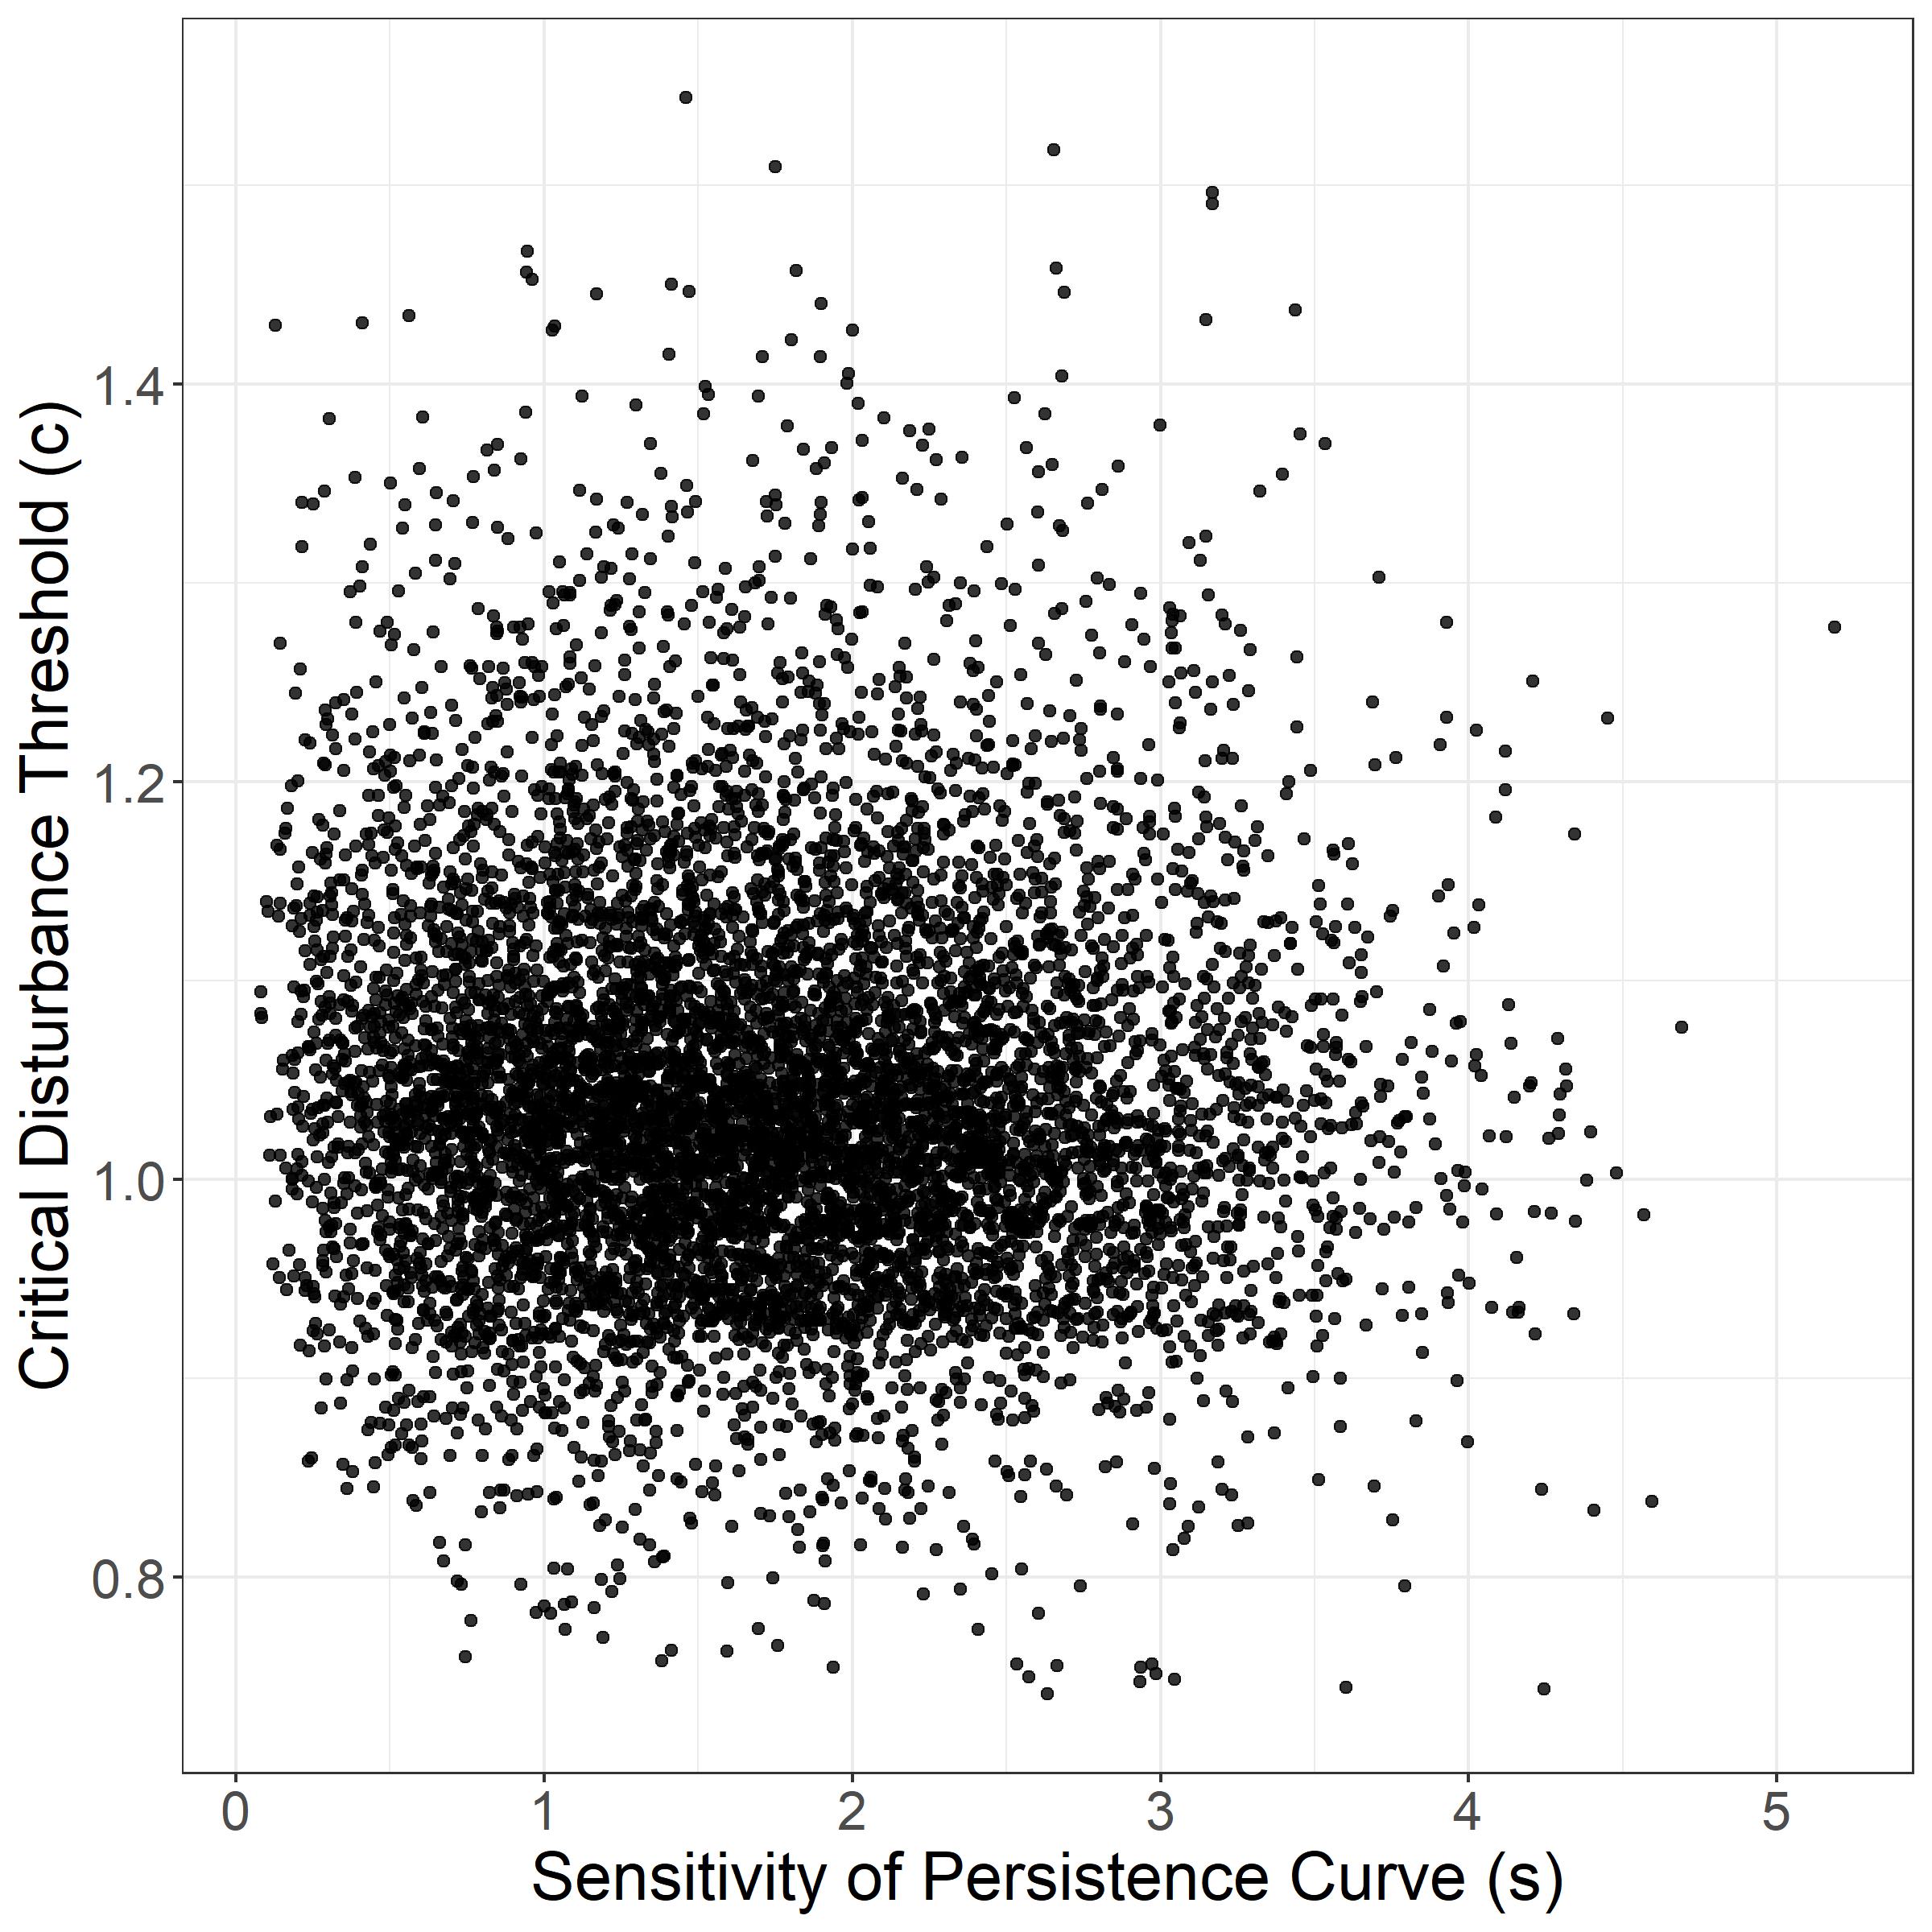 Critical Disturbance Threshold (c)
1.4
1.2
1.0
0.8
0 1 2 3 4 5
Sensitivity of Persistence Curve (s)